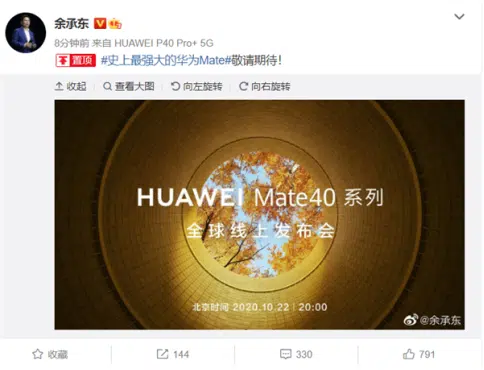 余承东
8分钟前 来自 HUAWEI P40 Pro+ 5G
置顶 #史上最强大的华为Mate#敬请期待!
收起 查看大图 向左旋转 向右旋转
HUAWEI Mate40 系列
全球线上发布会
北京时间 2020.10.22 | 20:00
@余承东
收藏 144 330 791